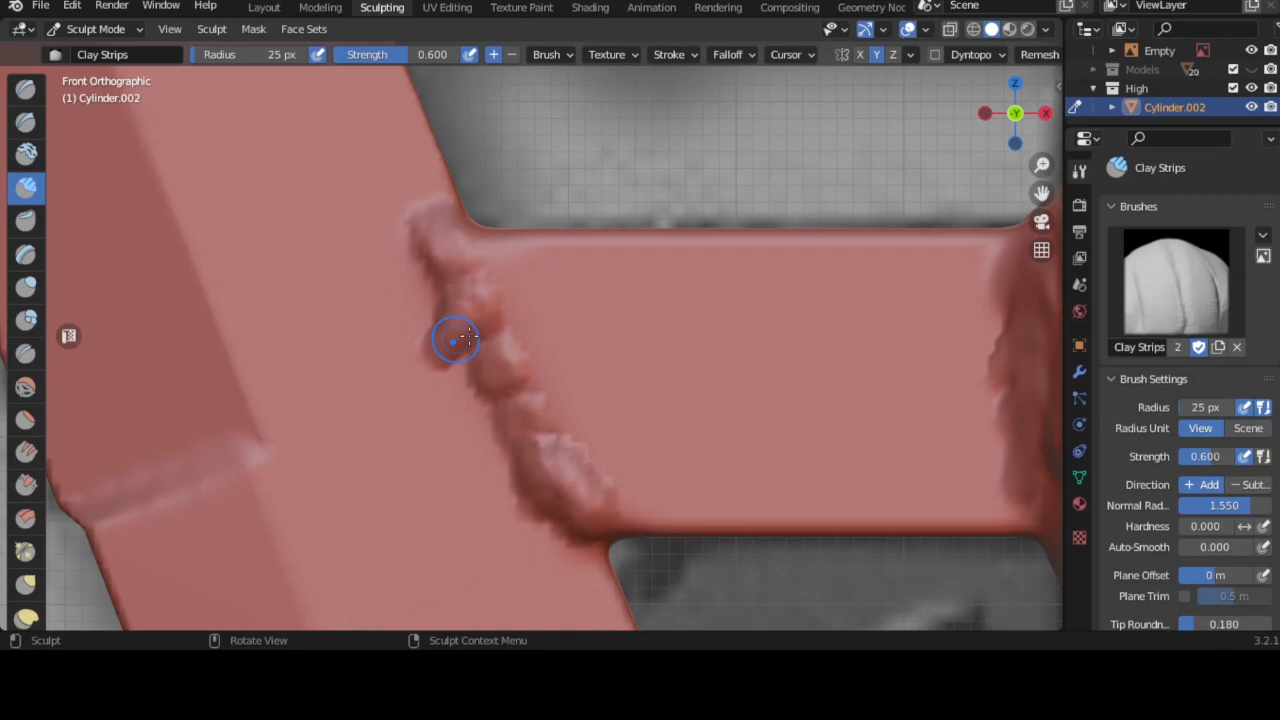 File Edit Render Window Help Layout Modeling Sculpting UV Editing Texture Paint Shading Animation Rendering Compositing Geometry Noc Scene ViewLayer
Sculpt Mode View Sculpt Mask Face Sets
Clay Strips Radius 25 px Strength 0.600 Brush Texture Stroke Falloff Cursor X Y Z Dyntopo Remesh
Front Orthographic
(1) Cylinder.002
Z
-Y
X
Empty
Models 20
High
Cylinder.002
Clay Strips
Brushes
Clay Strips 2
Brush Settings
Radius 25 px
Radius Unit View Scene
Strength 0.600
Direction + Add − Subt...
Normal Rad... 1.550
Hardness 0.000
Auto-Smooth 0.000
Plane Offset 0 m
Plane Trim 0.5 m
Tip Roundn... 0.180
Sculpt Rotate View Sculpt Context Menu 3.2.1